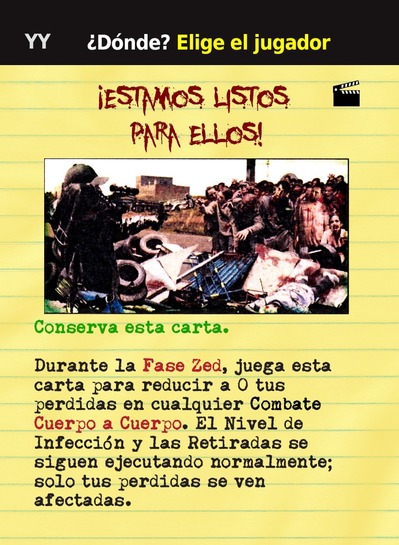 YY ¿Dónde? Elige el jugador
¡ESTAMOS LISTOS
PARA ELLOS!
Conserva esta carta.
Durante la Fase Zed, juega esta
carta para reducir a 0 tus
perdidas en cualquier Combate
Cuerpo a Cuerpo. El Nivel de
Infección y las Retiradas se
siguen ejecutando normalmente;
solo tus perdidas se ven
afectadas.